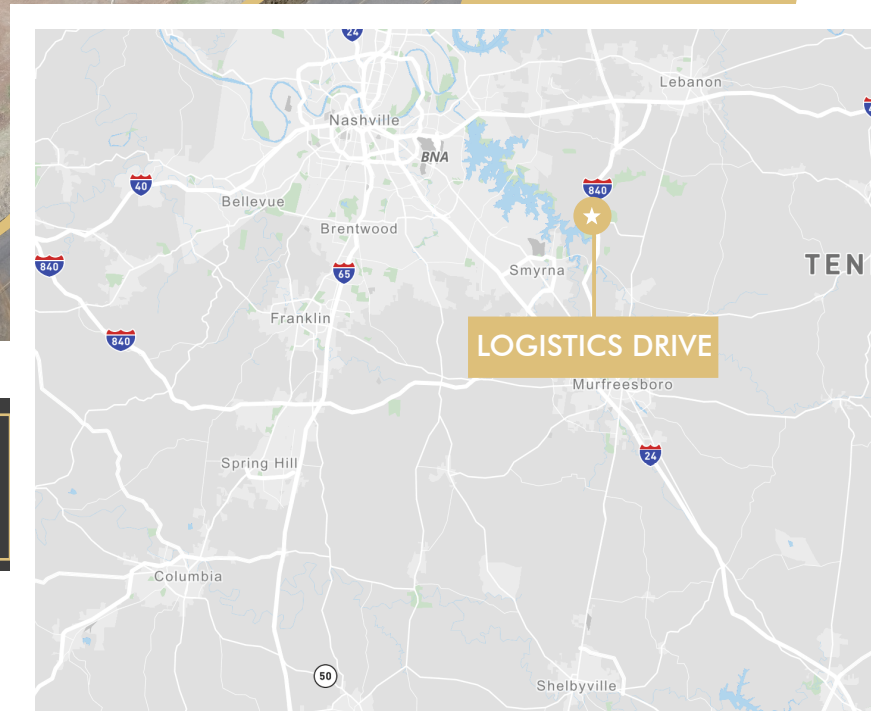 24
Lebanon
Nashville
BNA
40
840
Bellevue
Brentwood
TEN
840
65
Smyrna
Franklin
840
LOGISTICS DRIVE
Murfreesboro
24
Spring Hill
Columbia
50
Shelbyville